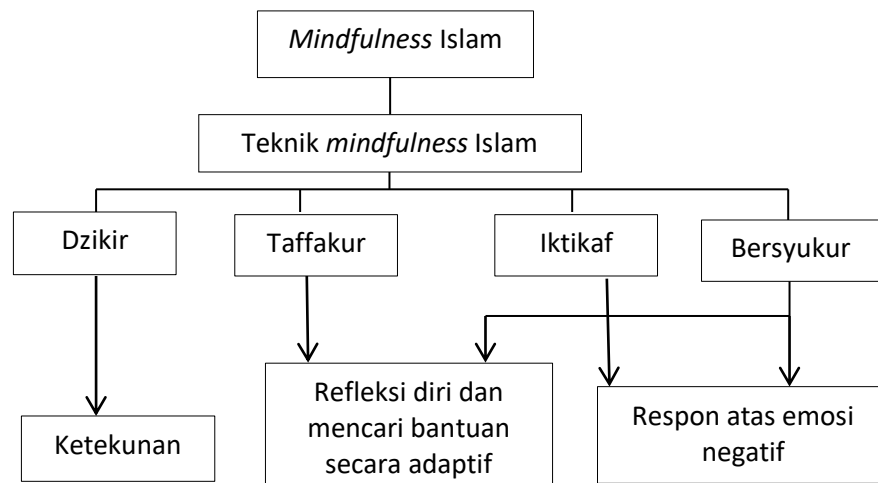 Mindfulness Islam
Teknik mindfulness Islam
Dzikir
Taffakur
Iktikaf
Bersyukur
Ketekunan
Refleksi diri dan
mencari bantuan
secara adaptif
Respon atas emosi
negatif